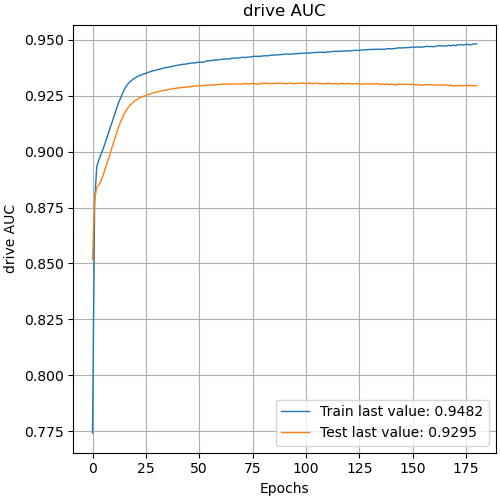 drive AUC
0.950
0.925
0.900
0.875
0.850
0.825
0.800
0.775
drive AUC
Train last value: 0.9482
Test last value: 0.9295
0 25 50 75 100 125 150 175
Epochs